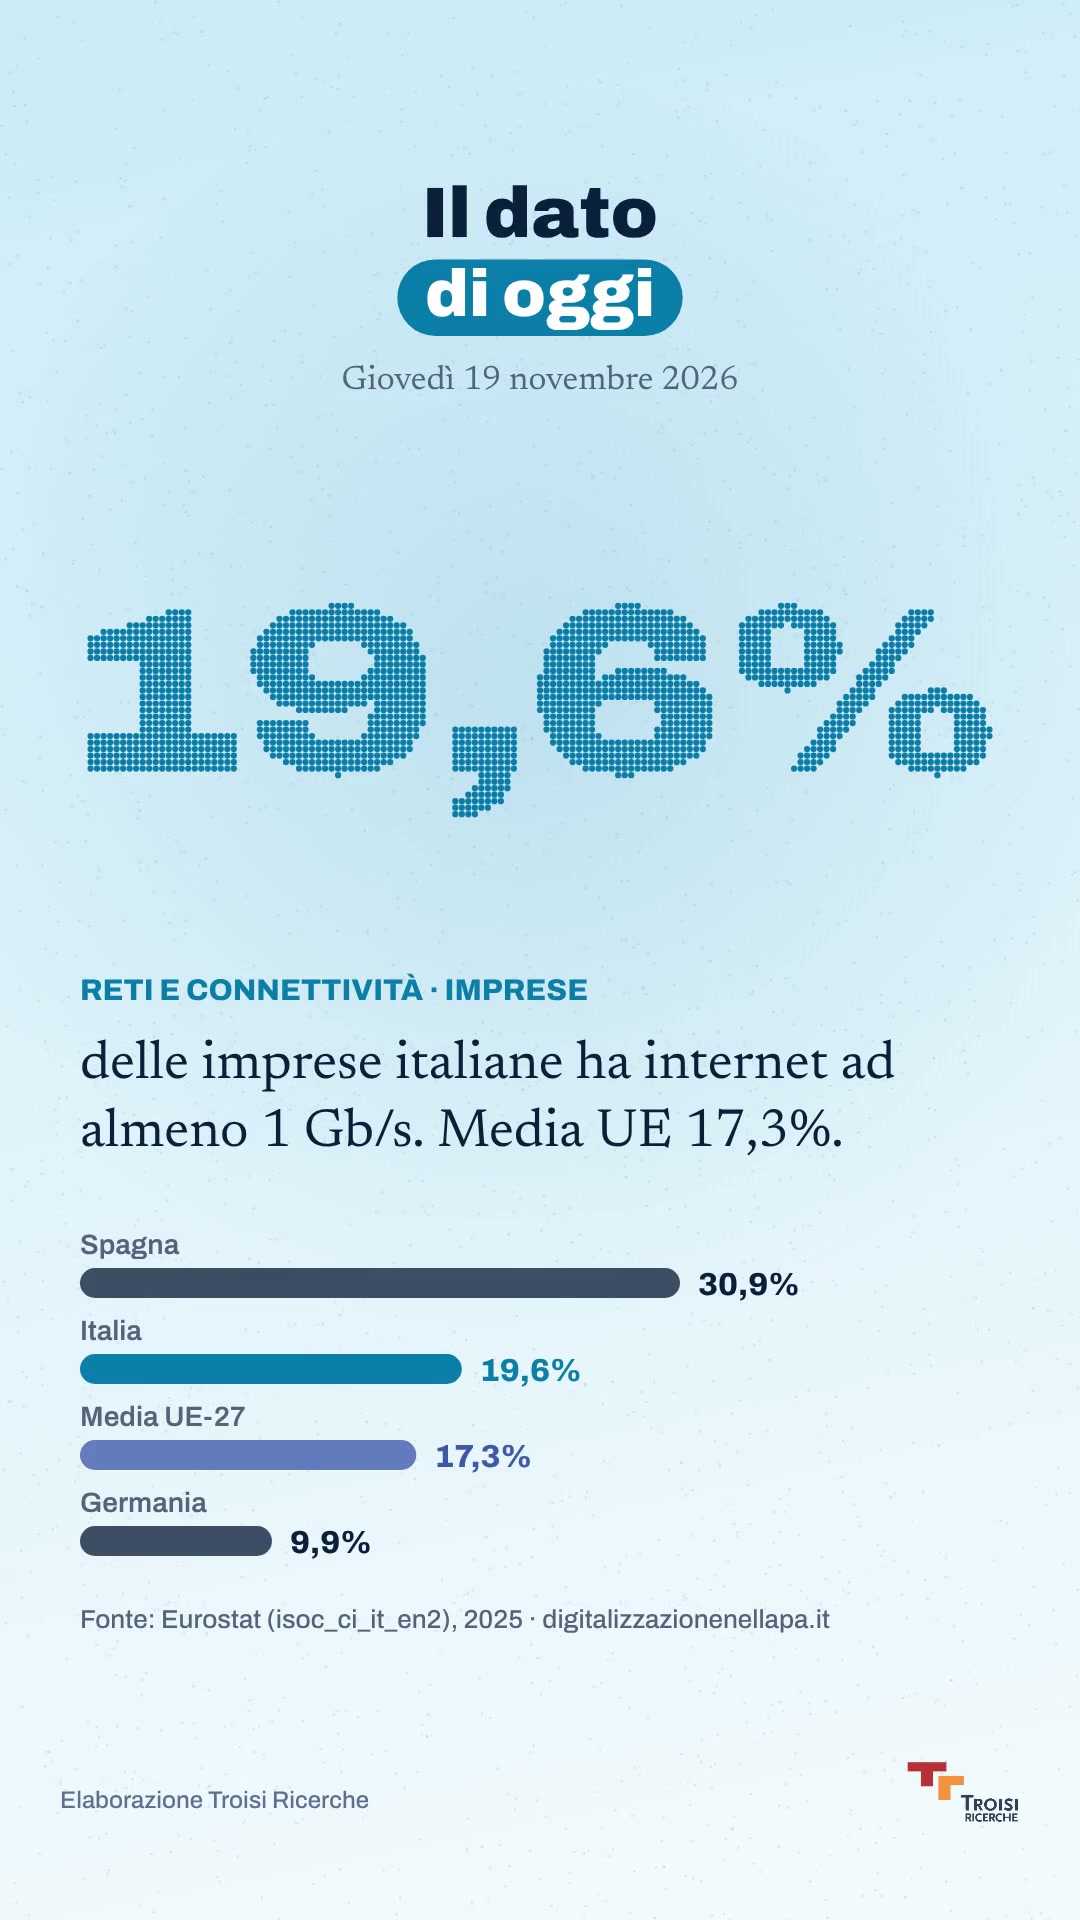 Il dato
di oggi
Giovedì 19 novembre 2026
19,6%
RETI E CONNETTIVITÀ · IMPRESE
delle imprese italiane ha internet ad
almeno 1 Gb/s. Media UE 17,3%.
Spagna
30,9%
Italia
19,6%
Media UE-27
17,3%
Germania
9,9%
Fonte: Eurostat (isoc_ci_it_en2), 2025 · digitalizzazionenellapa.it
Elaborazione Troisi Ricerche
TROISI
RICERCHE